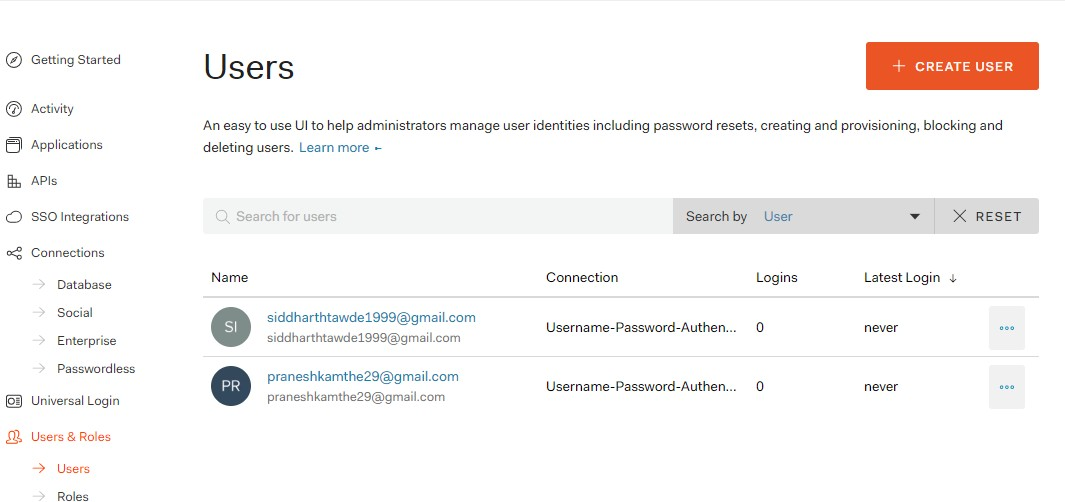 Getting Started
Activity
Applications
APIs
SSO Integrations
Connections
Database
Social
Enterprise
Passwordless
Universal Login
Users & Roles
Users
Roles
Users
CREATE USER
An easy to use UI to help administrators manage user identities including password resets, creating and provisioning, blocking and
deleting users. Learn more
Search for users
Search by User
RESET
Name Connection Logins Latest Login
SI
siddharthtawde1999@gmail.com
siddharthtawde1999@gmail.com
Username-Password-Authen... 0 never
PR
praneshkamthe29@gmail.com
praneshkamthe29@gmail.com
Username-Password-Authen... 0 never